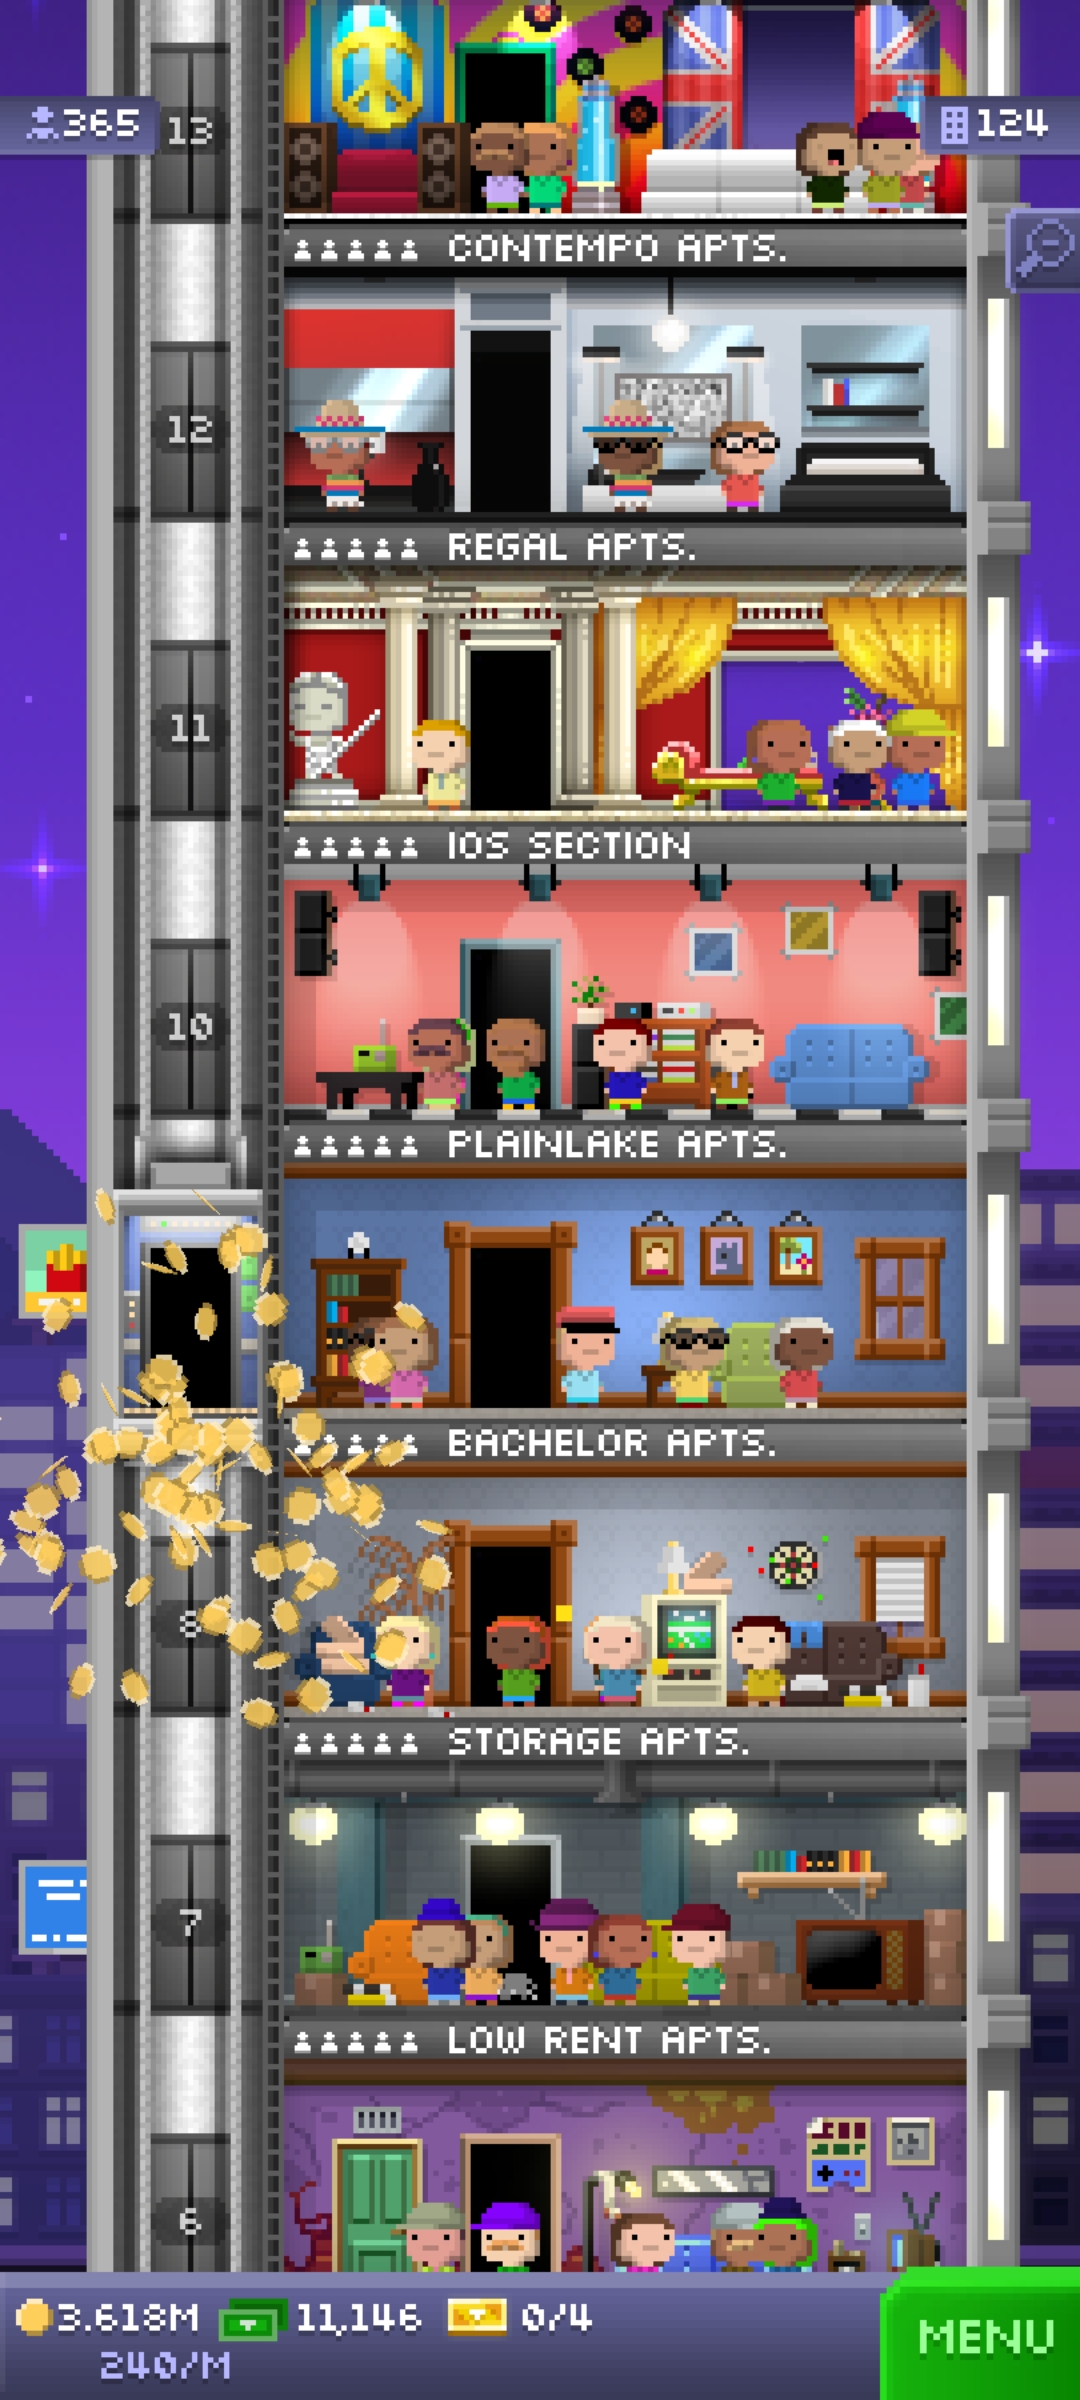 365
13
124
CONTEMPO APTS.
12
REGAL APTS.
11
IOS SECTION
10
PLAINLAKE APTS.
BACHELOR APTS.
8
STORAGE APTS.
7
LOW RENT APTS.
6
3.618M 11,146 0/4
240/M
MENU